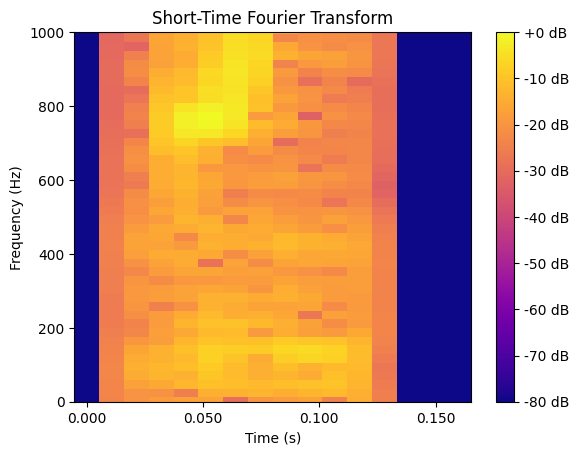 Short-Time Fourier Transform
1000
800
600
400
200
0
Frequency (Hz)
0.000
0.050
0.100
0.150
Time (s)
+0 dB
-10 dB
-20 dB
-30 dB
-40 dB
-50 dB
-60 dB
-70 dB
-80 dB